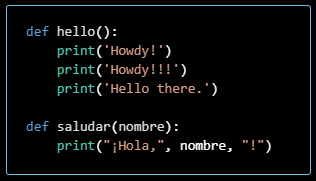 def hello():
    print('Howdy!')
    print('Howdy!!!')
    print('Hello there.')

def saludar(nombre):
    print("¡Hola,", nombre, "!")